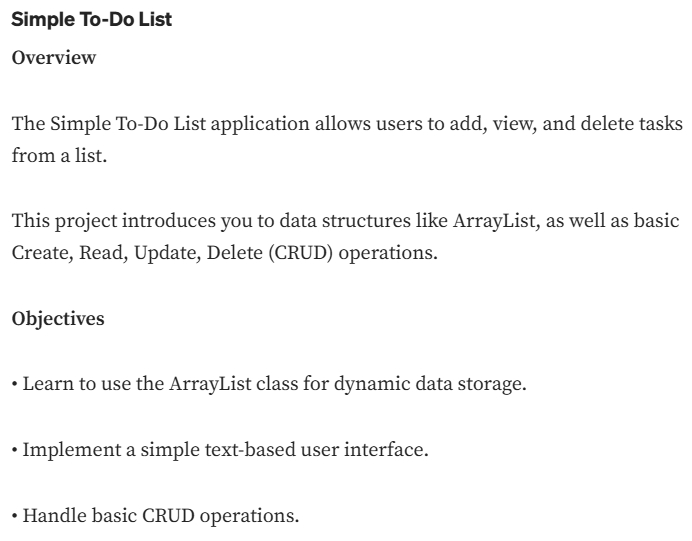 Simple To-Do List
Overview
The Simple To-Do List application allows users to add, view, and delete tasks
from a list.
This project introduces you to data structures like ArrayList, as well as basic
Create, Read, Update, Delete (CRUD) operations.
Objectives
• Learn to use the ArrayList class for dynamic data storage.
• Implement a simple text-based user interface.
• Handle basic CRUD operations.